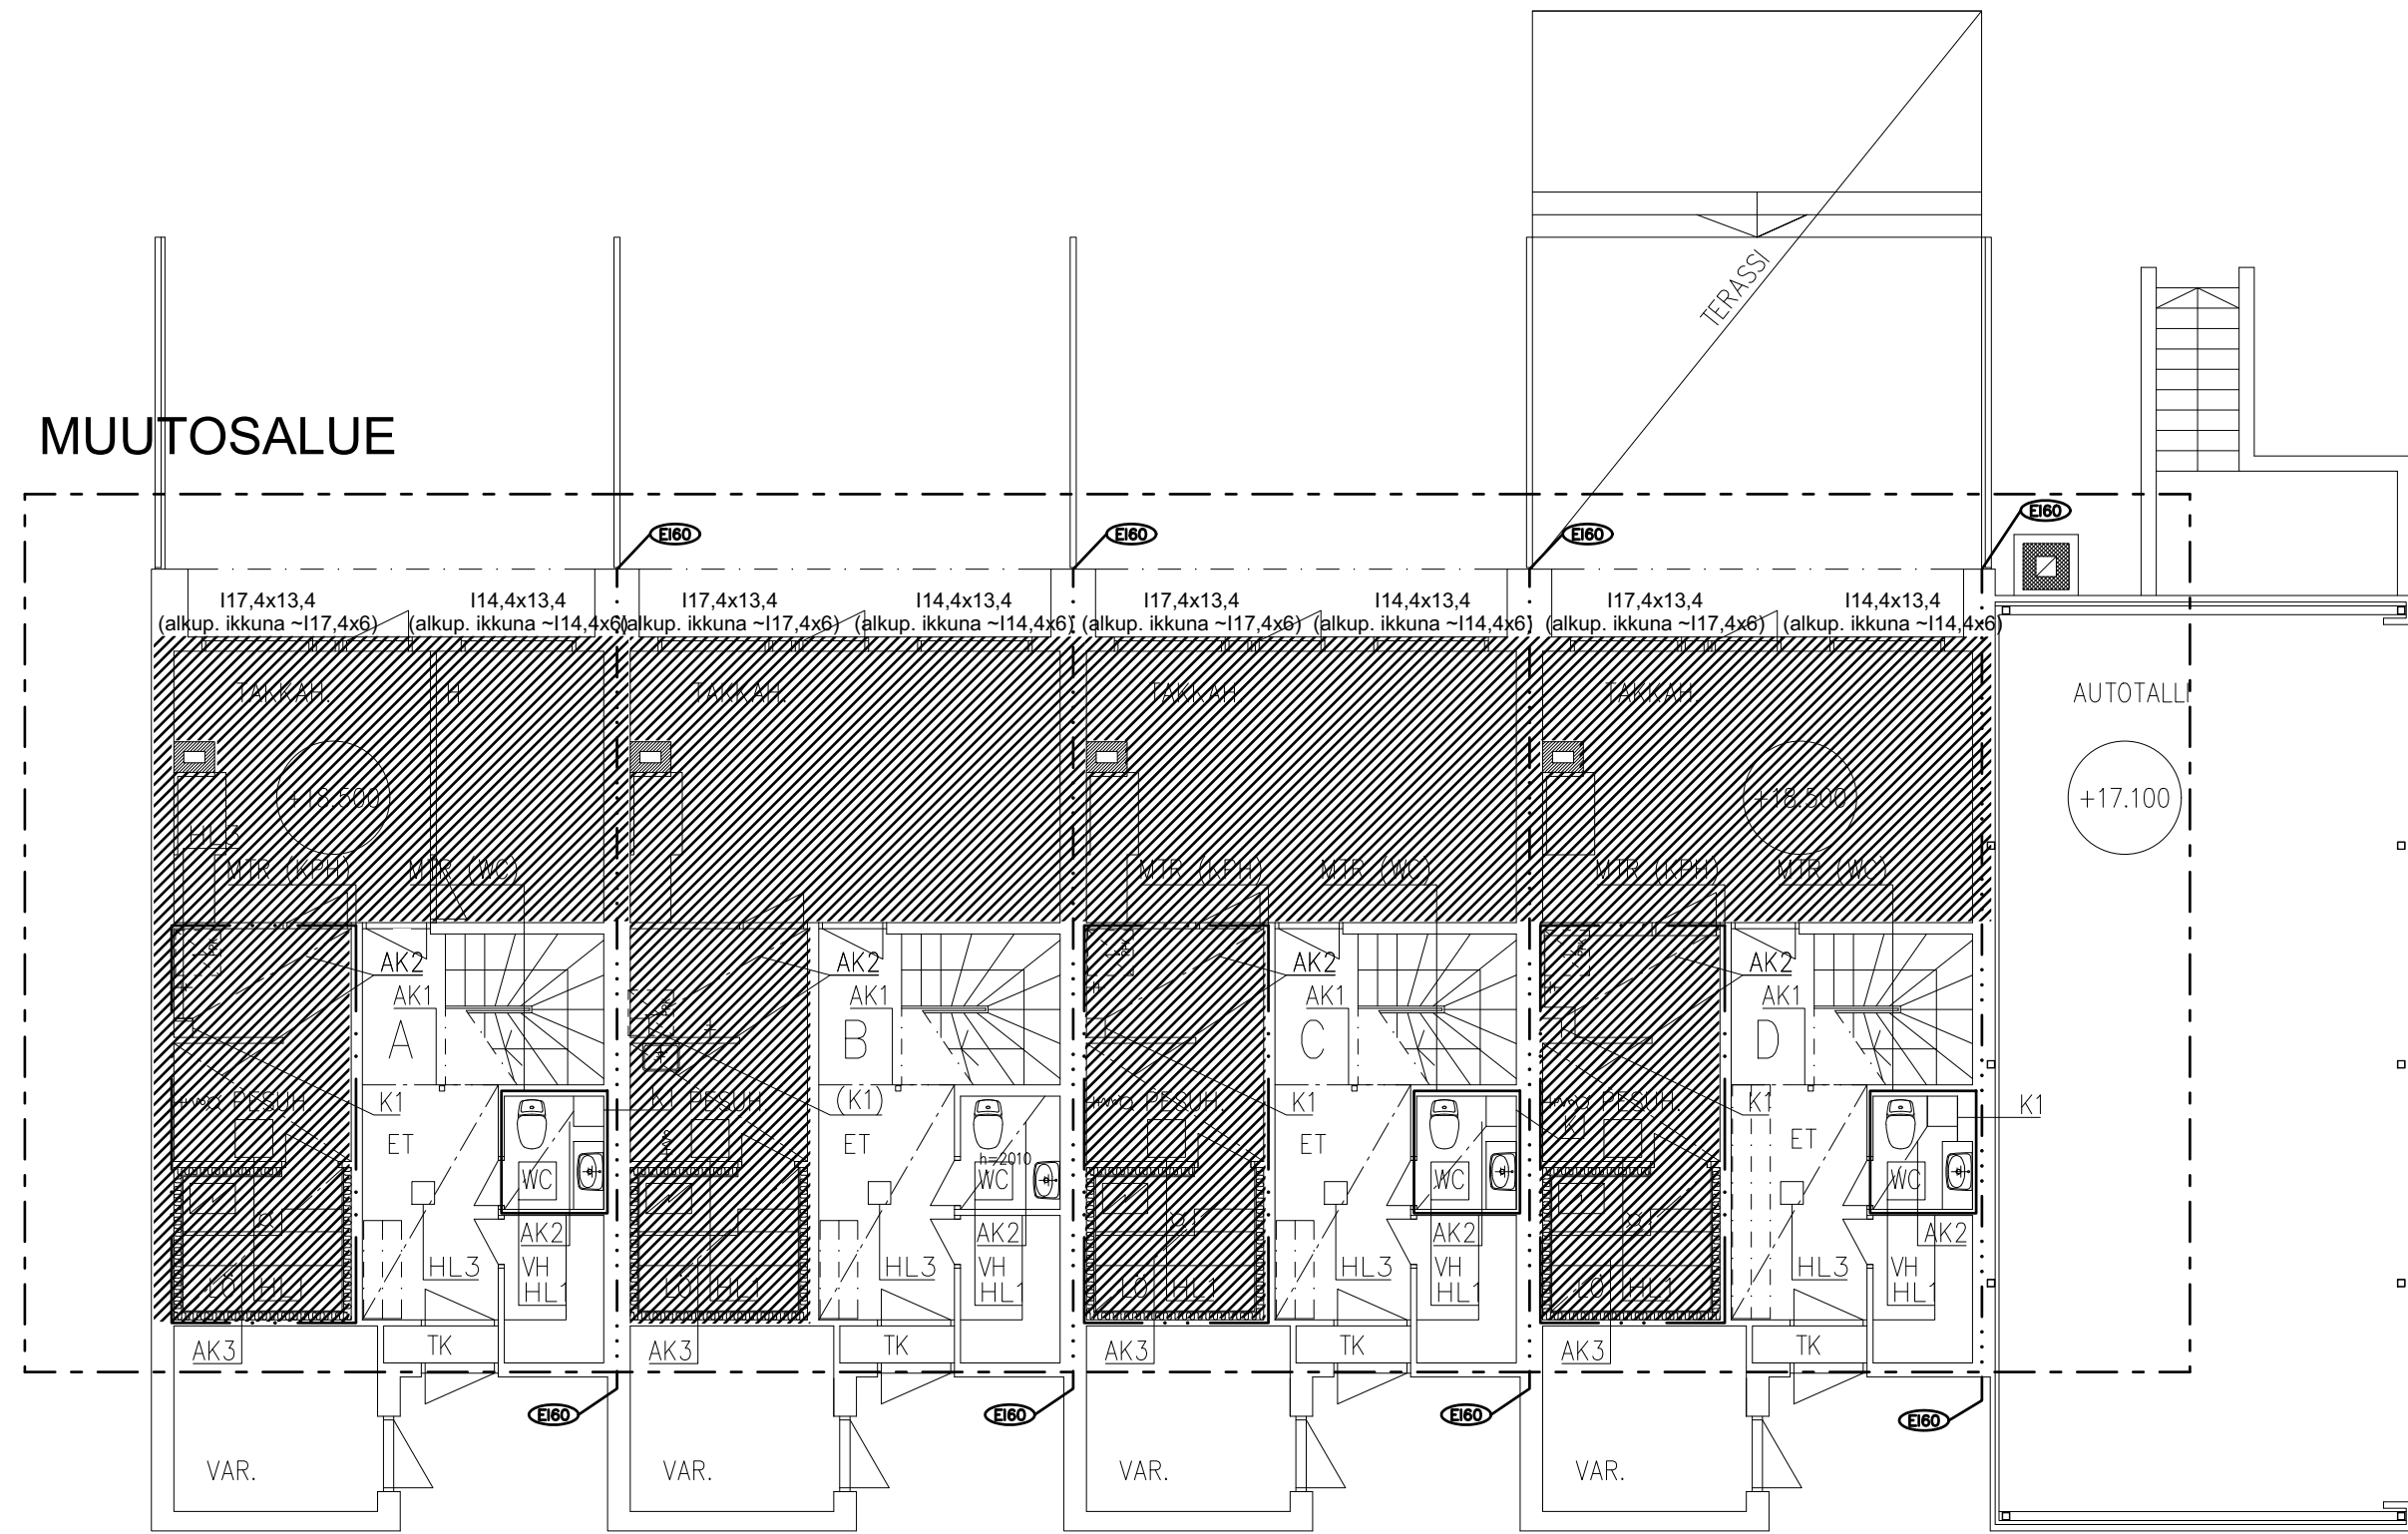 TERASSI
MUUTOSALUE
EI60
EI60
EI60
EI60
I17,4x13,4
(alkup. ikkuna ~I17,4x6)
I14,4x13,4
(alkup. ikkuna ~I14,4x6)
I17,4x13,4
(alkup. ikkuna ~I17,4x6)
I14,4x13,4
(alkup. ikkuna ~I14,4x6)
I17,4x13,4
(alkup. ikkuna ~I17,4x6)
I14,4x13,4
(alkup. ikkuna ~I14,4x6)
I17,4x13,4
(alkup. ikkuna ~I17,4x6)
I14,4x13,4
(alkup. ikkuna ~I14,4x6)
TAKKAH.
H
TAKKAH.
TAKKAH.
TAKKAH.
AUTOTALLI
+18.500
+18.500
+17.100
HL3
MTR (KPH)
MTR (WC)
MTR (KPH)
MTR (WC)
MTR (KPH)
MTR (WC)
AK2
AK2
AK2
AK2
AK1
AK1
AK1
AK1
A
B
C
D
PESUH.
K1
K1
PESUH.
(K1)
PESUH.
K1
K1
PESUH.
K1
K1
ET
ET
ET
ET
h=2010
WC
WC
WC
WC
AK2
AK2
AK2
AK2
HL3
HL3
HL3
HL3
VH
HL1
VH
HL1
VH
HL1
VH
HL1
LÖ
HL1
LÖ
HL1
LÖ
HL1
LÖ
HL1
AK3
TK
AK3
TK
AK3
TK
AK3
TK
EI60
EI60
EI60
EI60
VAR.
VAR.
VAR.
VAR.